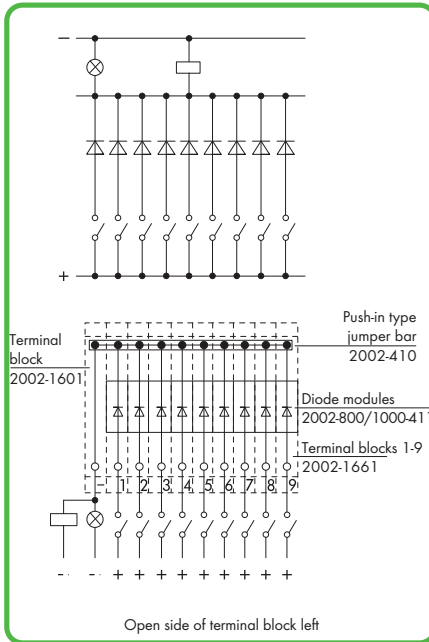 −
+
Push-in type
jumper bar
2002-410
Terminal
block
2002-1601
Diode modules
2002-800/1000-411
Terminal blocks 1-9
2002-1661
− 1 2 3 4 5 6 7 8 9
- - + + + + + + + + +
Open side of terminal block left